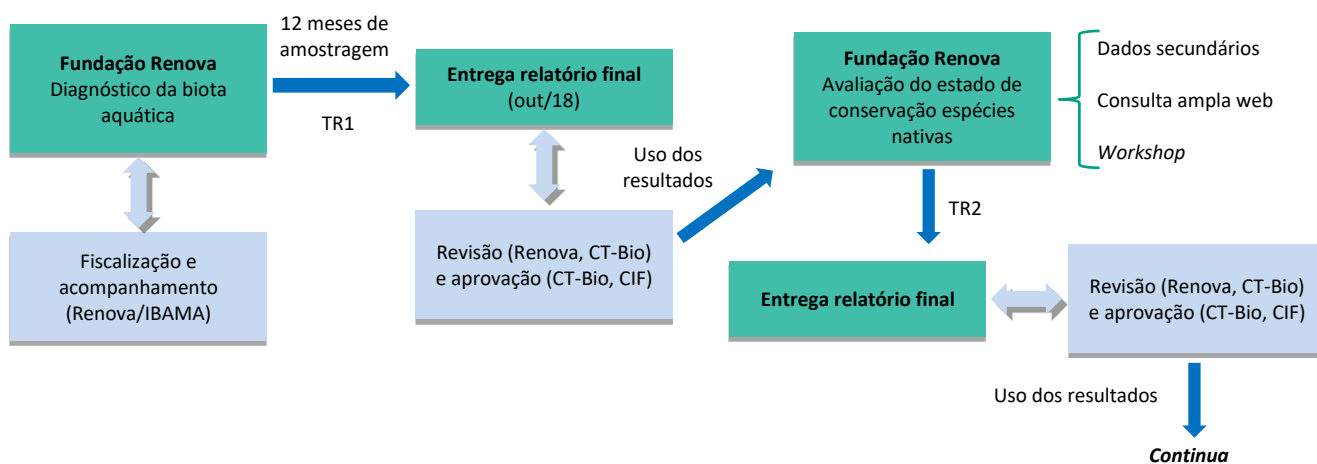 Fundação Renova
Diagnóstico da biota
aquática
12 meses de
amostragem
TR1
Entrega relatório final
(out/18)
Fiscalização e
acompanhamento
(Renova/IBAMA)
Revisão (Renova, CT-Bio)
e aprovação (CT-Bio, CIF)
Uso dos
resultados
Fundação Renova
Avaliação do estado de
conservação espécies
nativas
Dados secundários
Consulta ampla web
Workshop
TR2
Entrega relatório final
Revisão (Renova, CT-Bio)
e aprovação (CT-Bio, CIF)
Uso dos resultados
Continua